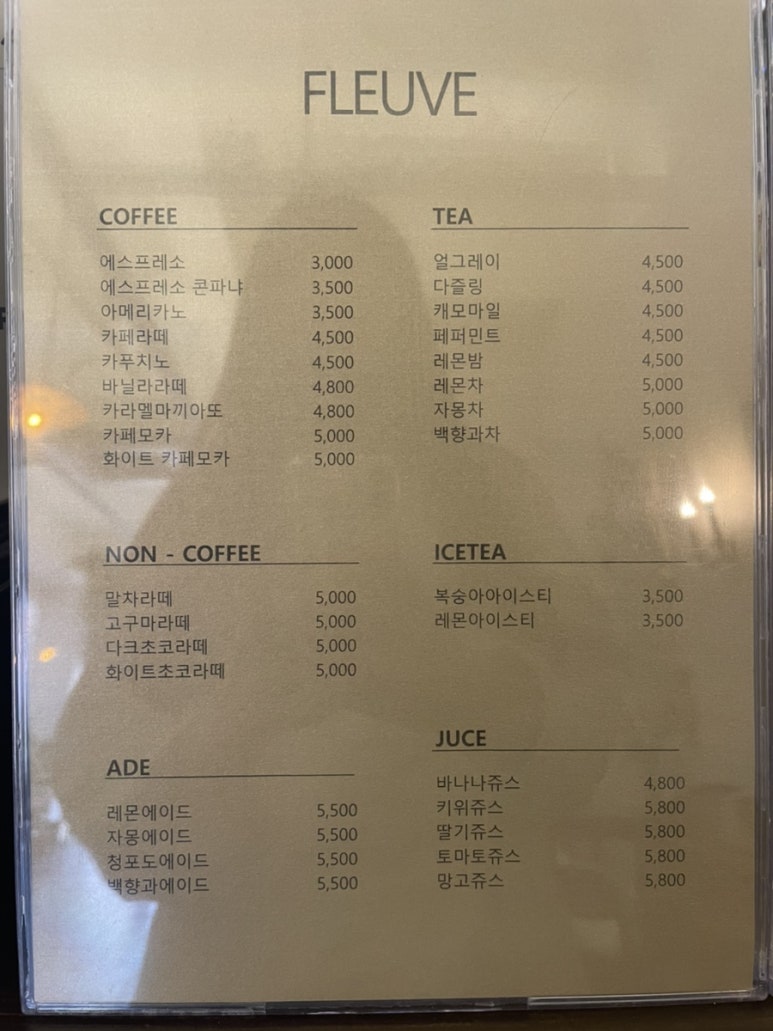 FLEUVE
COFFEE
에스프레소 3,000
에스프레소 콘파냐 3,500
아메리카노 3,500
카페라떼 4,500
카푸치노 4,500
바닐라라떼 4,800
카라멜마끼아또 4,800
카페모카 5,000
화이트 카페모카 5,000
NON - COFFEE
말차라떼 5,000
고구마라떼 5,000
다크초코라떼 5,000
화이트초코라떼 5,000
ADE
레몬에이드 5,500
자몽에이드 5,500
청포도에이드 5,500
백향과에이드 5,500
TEA
얼그레이 4,500
다즐링 4,500
캐모마일 4,500
페퍼민트 4,500
레몬밤 4,500
레몬차 5,000
자몽차 5,000
백향과차 5,000
ICETEA
복숭아아이스티 3,500
레몬아이스티 3,500
JUCE
바나나쥬스 4,800
키위쥬스 5,800
딸기쥬스 5,800
토마토쥬스 5,800
망고쥬스 5,800